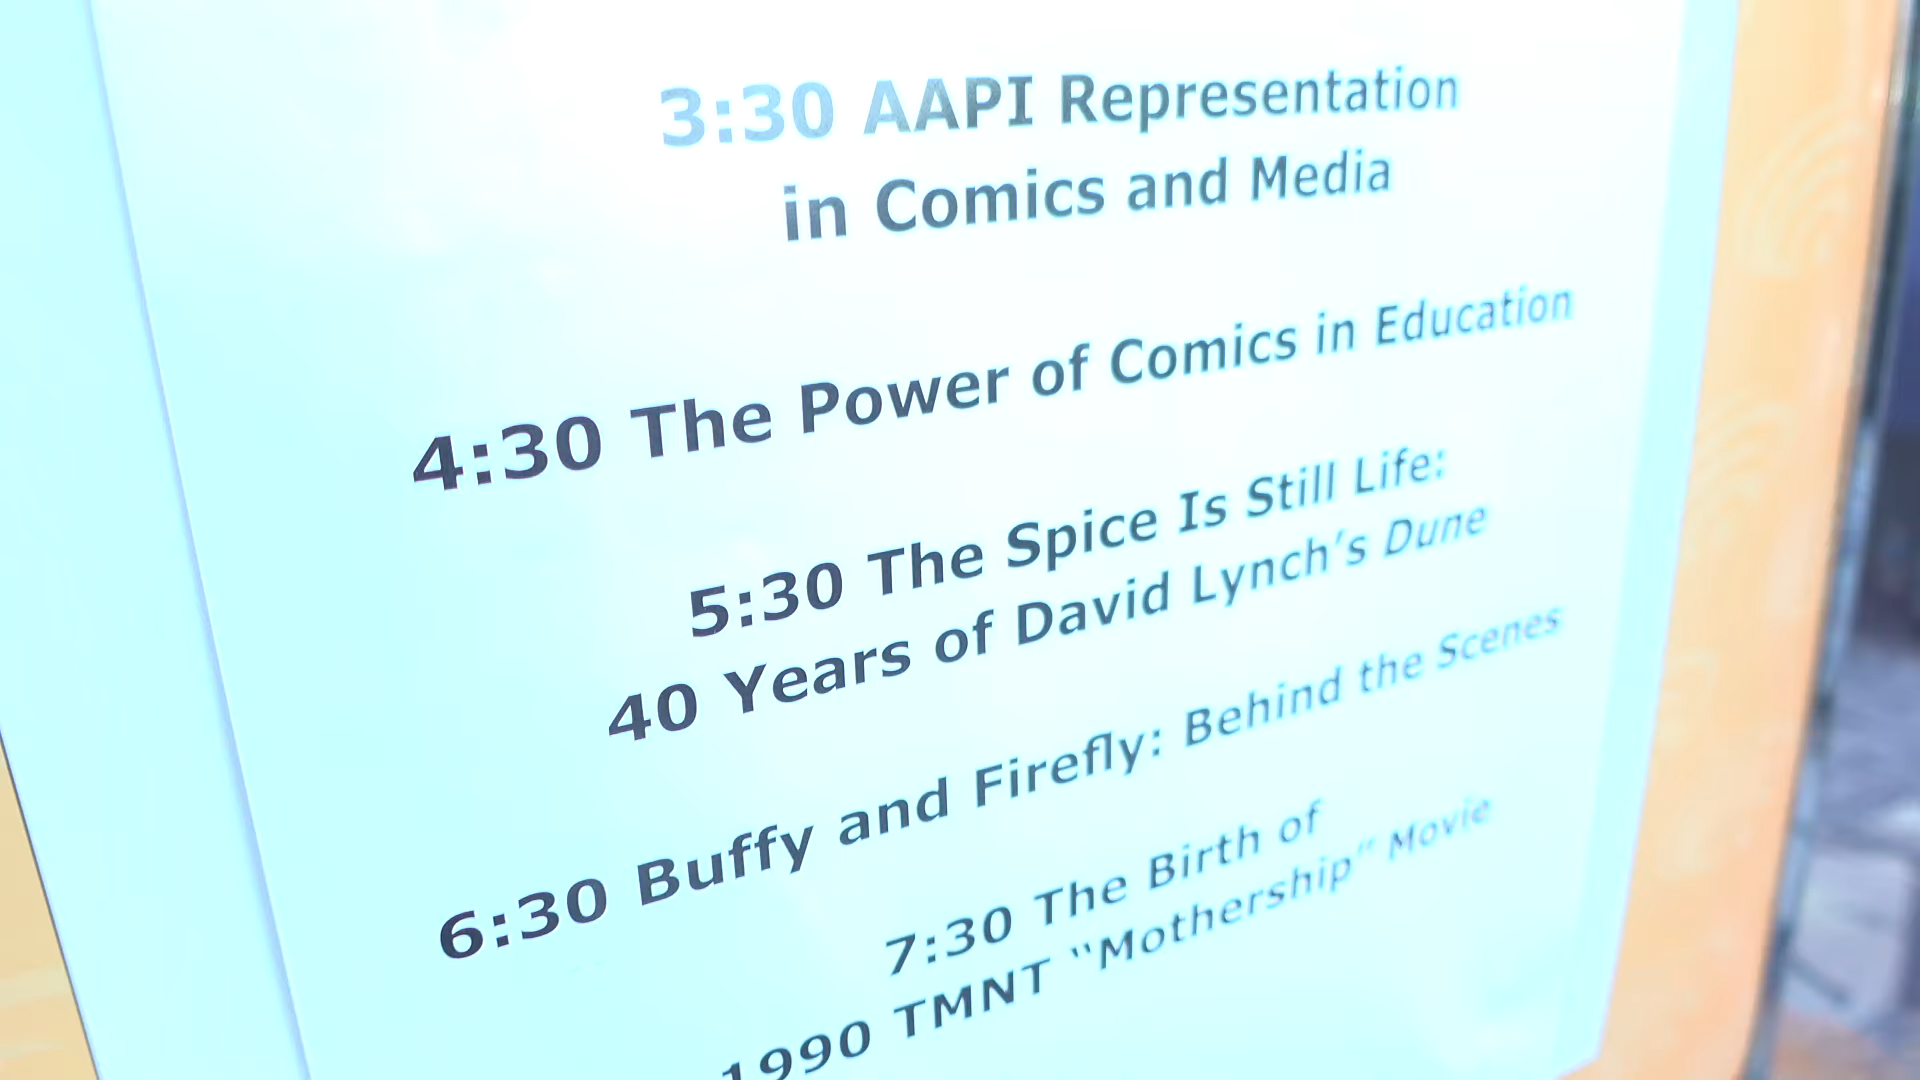 3:30 AAPI Representation
in Comics and Media
4:30 The Power of Comics in Education
5:30 The Spice Is Still Life:
40 Years of David Lynch’s Dune
6:30 Buffy and Firefly: Behind the Scenes
7:30 The Birth of
1990 TMNT “Mothership” Movie